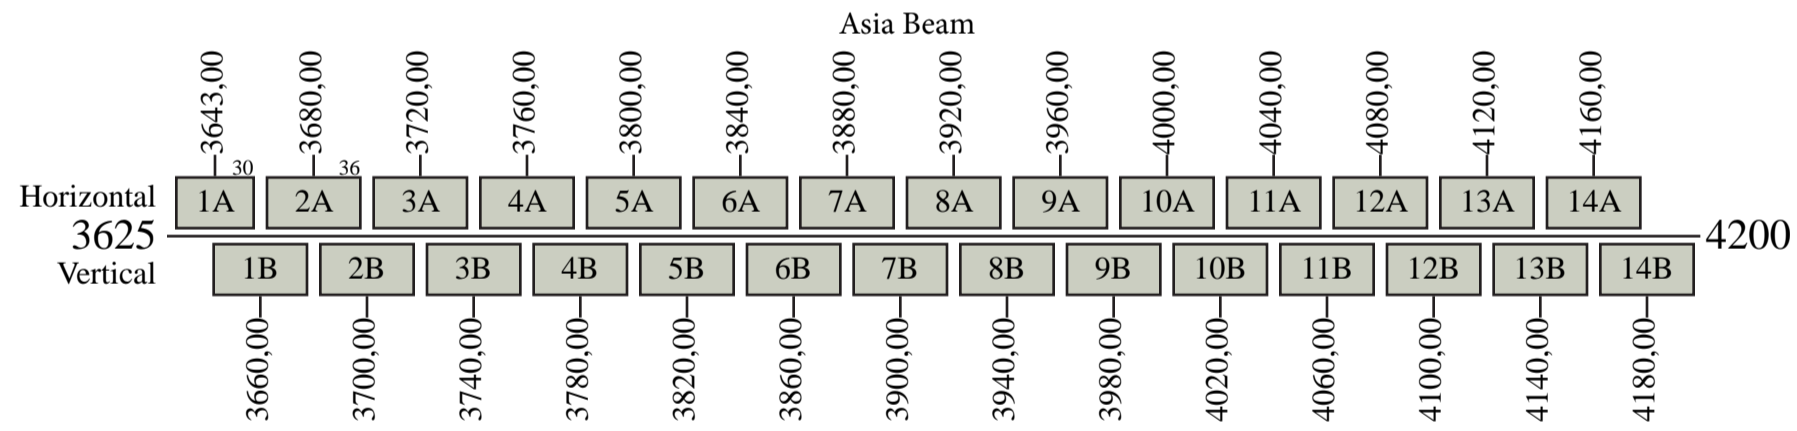 Asia Beam
3643,00 3680,00 3720,00 3760,00 3800,00 3840,00 3880,00 3920,00 3960,00 4000,00 4040,00 4080,00 4120,00 4160,00
30 36
Horizontal 1A 2A 3A 4A 5A 6A 7A 8A 9A 10A 11A 12A 13A 14A
3625 4200
Vertical 1B 2B 3B 4B 5B 6B 7B 8B 9B 10B 11B 12B 13B 14B
3660,00 3700,00 3740,00 3780,00 3820,00 3860,00 3900,00 3940,00 3980,00 4020,00 4060,00 4100,00 4140,00 4180,00